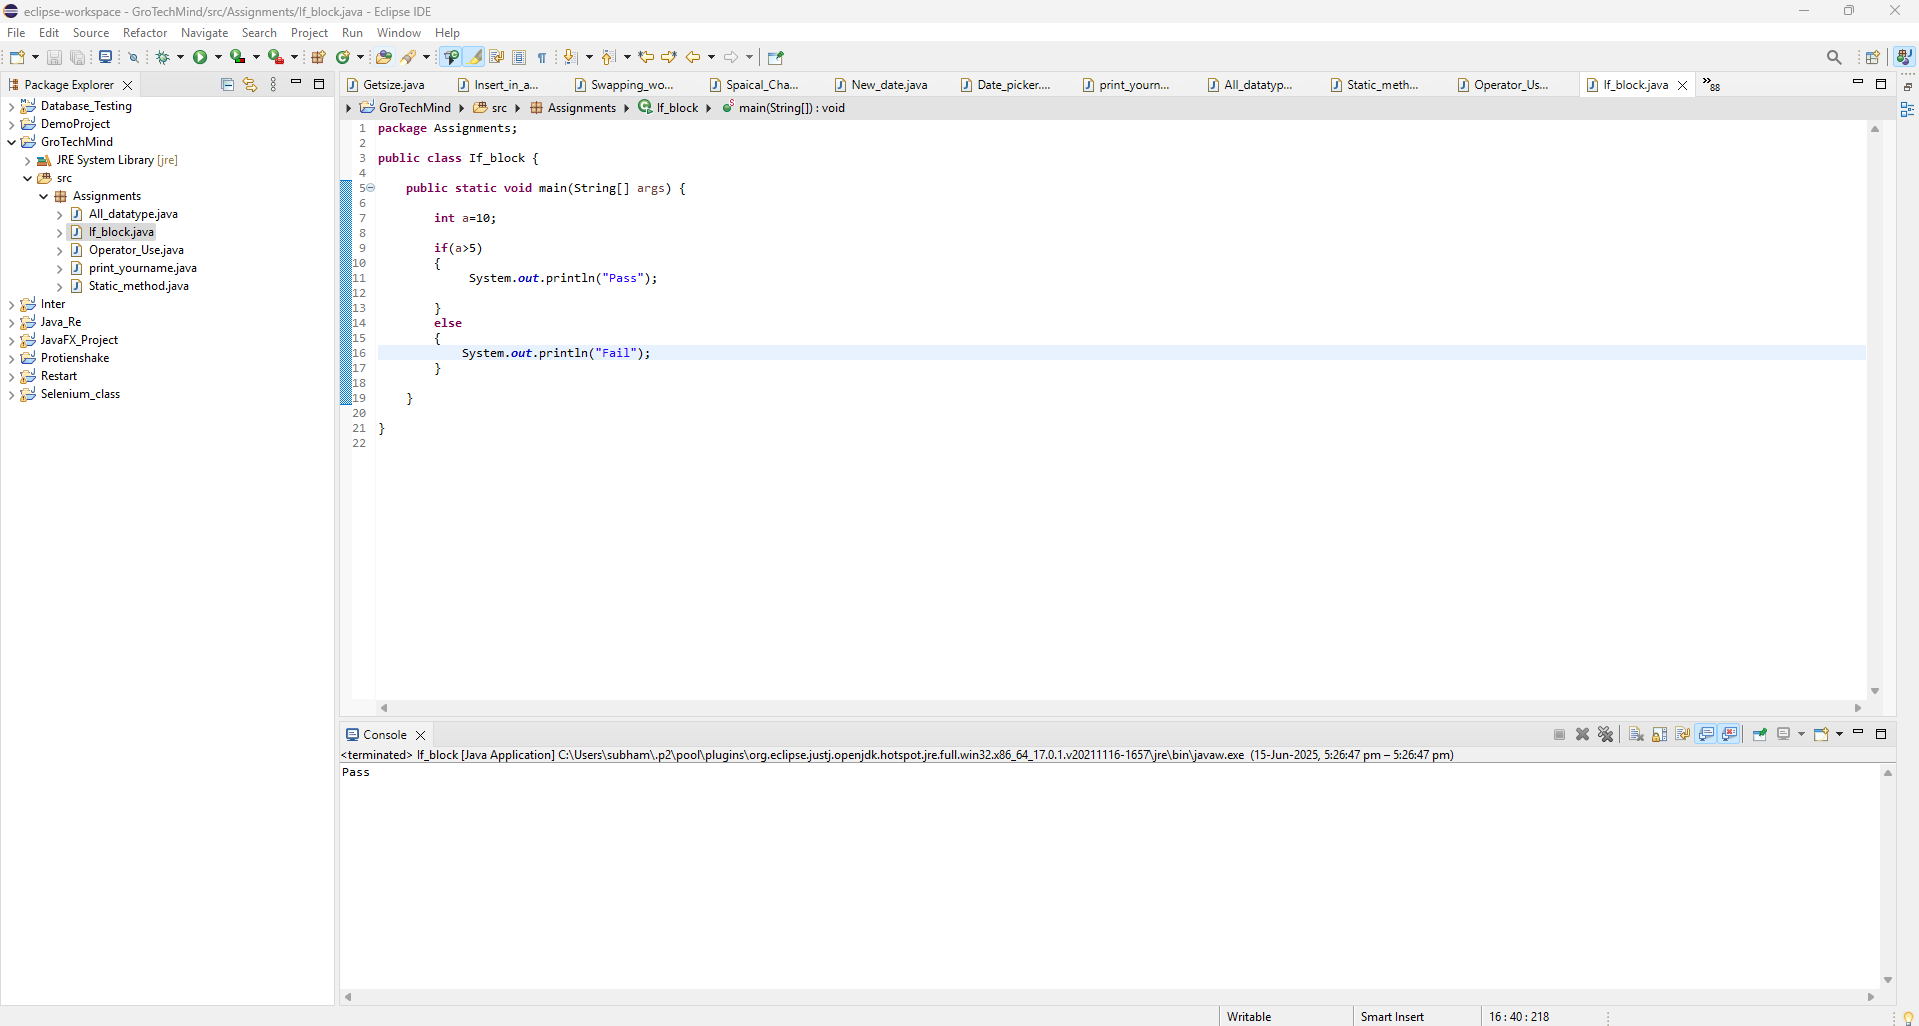 eclipse-workspace - GroTechMind/src/Assignments/If_block.java - Eclipse IDE
File Edit Source Refactor Navigate Search Project Run Window Help
Package Explorer
Getsize.java Insert_in_a... Swapping_wo... Spaical_Cha... New_date.java Date_picker.... print_yourn... All_datatyp... Static_meth... Operator_Us... If_block.java »88
GroTechMind src Assignments If_block main(String[]) : void
Database_Testing
DemoProject
GroTechMind
JRE System Library [jre]
src
Assignments
All_datatype.java
If_block.java
Operator_Use.java
print_yourname.java
Static_method.java
Inter
Java_Re
JavaFX_Project
Protienshake
Restart
Selenium_class
1 package Assignments;
2
3 public class If_block {
4
5 public static void main(String[] args) {
6
7 int a=10;
8
9 if(a>5)
10 {
11 System.out.println("Pass");
12
13 }
14 else
15 {
16 System.out.println("Fail");
17 }
18
19 }
20
21 }
22
Console
<terminated> If_block [Java Application] C:\Users\subham\.p2\pool\plugins\org.eclipse.justj.openjdk.hotspot.jre.full.win32.x86_64_17.0.1.v20211116-1657\jre\bin\javaw.exe (15-Jun-2025, 5:26:47 pm – 5:26:47 pm)
Pass
Writable Smart Insert 16 : 40 : 218